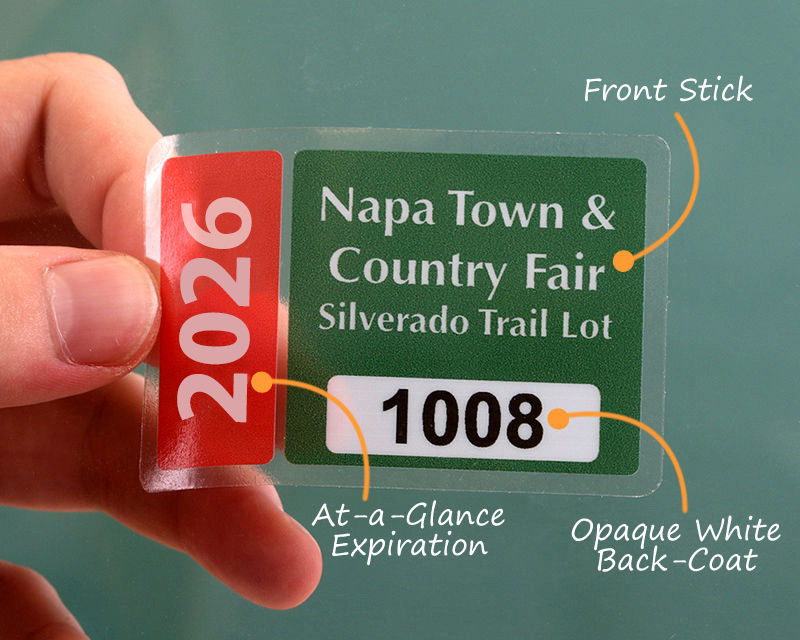 Front Stick
2026
Napa Town &
Country Fair
Silverado Trail Lot
1008
At-a-Glance
Expiration
Opaque White
Back-Coat